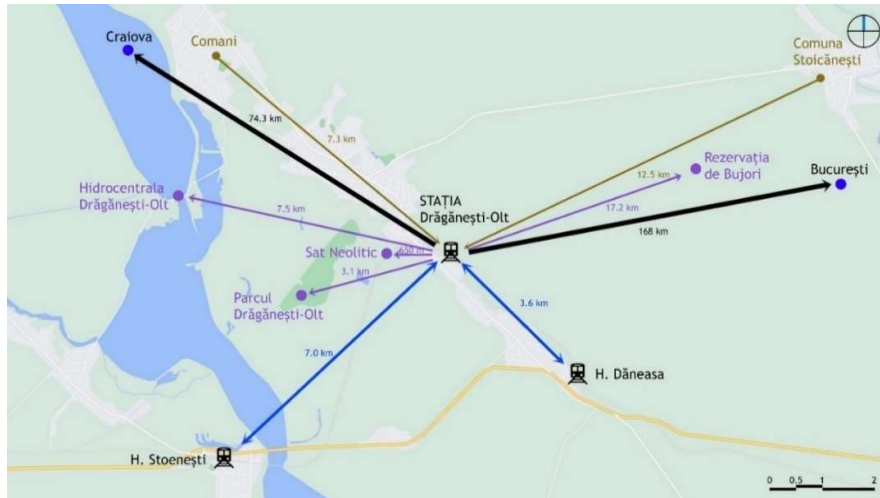 Craiova
Comani
Comuna
Stoicănești
74.3 km
7.3 km
Rezervația
de Bujori
București
12.5 km
17.2 km
Hidrocentrala
Drăgănești-Olt
7.5 km
STAȚIA
Drăgănești-Olt
168 km
Sat Neolitic
3.1 km
Parcul
Drăgănești-Olt
3.6 km
7.0 km
H. Dăneasa
H. Stoenești
0 0,5 1 2